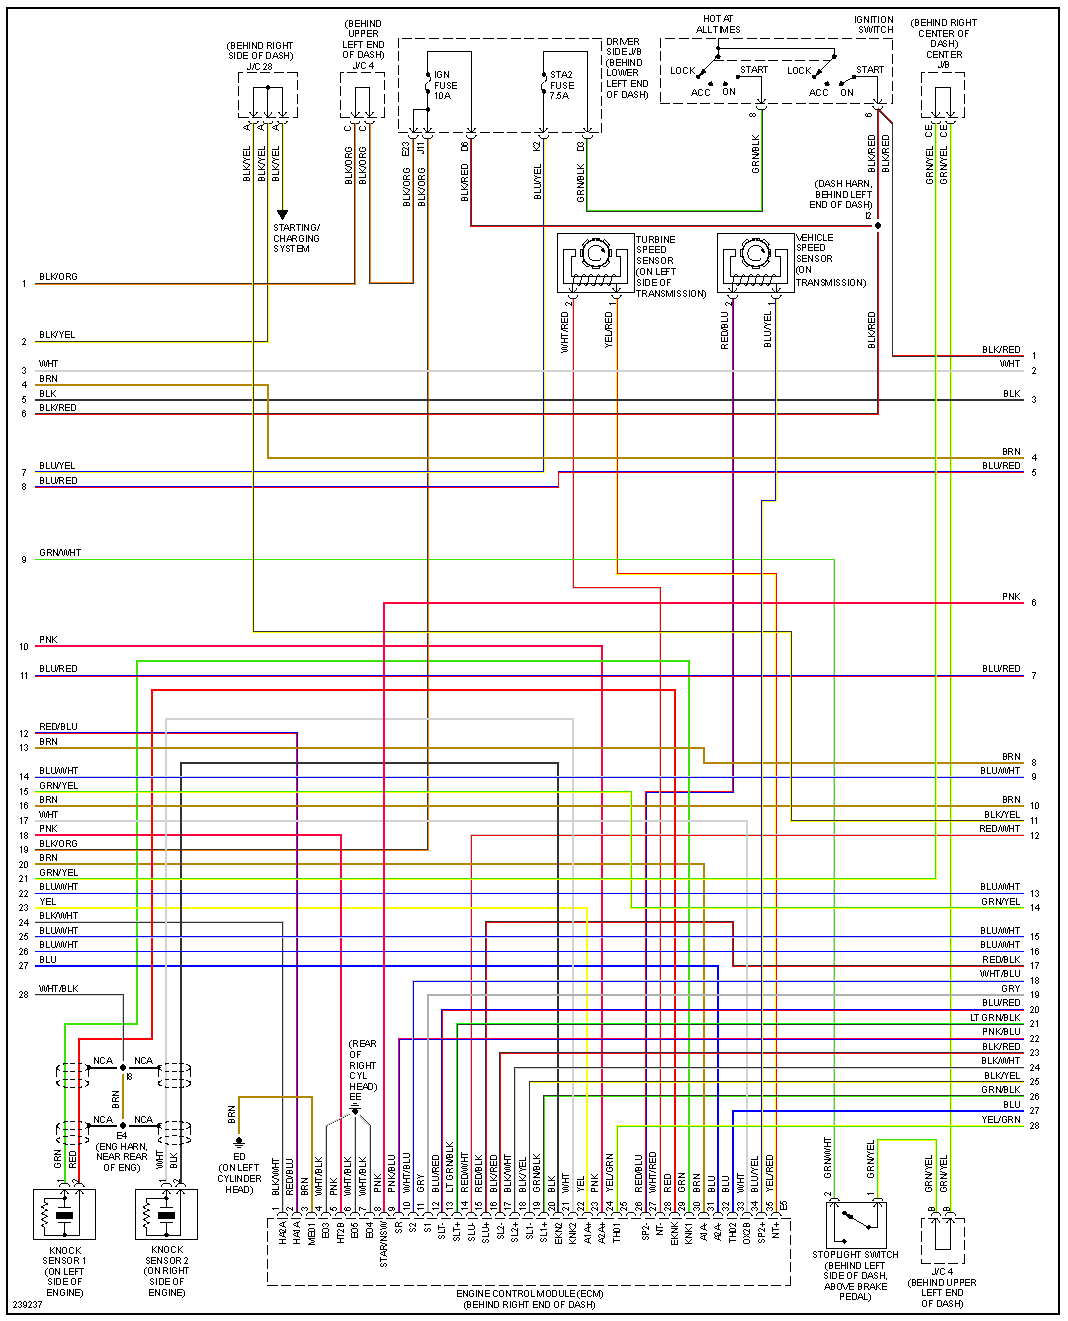 (BEHIND RIGHT
SIDE OF DASH)
J/C 28
(BEHIND
UPPER
LEFT END
OF DASH)
J/C 4
IGN
FUSE
10A
STA2
FUSE
7.5A
DRIVER
SIDE J/B
(BEHIND
LOWER
LEFT END
OF DASH)
HOT AT
ALL TIMES
IGNITION
SWITCH
LOCK
ACC
ON
START
LOCK
ACC
ON
START
(BEHIND RIGHT
CENTER OF
DASH)
CENTER
J/B
A
A
A
C
C
E23
J11
D6
K2
D3
8
6
CE
CE
BLK/YEL
BLK/YEL
BLK/YEL
BLK/ORG
BLK/ORG
BLK/ORG
BLK/ORG
BLK/RED
BLU/YEL
GRN/BLK
GRN/BLK
BLK/RED
BLK/RED
GRN/YEL
GRN/YEL
STARTING/
CHARGING
SYSTEM
(DASH HARN,
BEHIND LEFT
END OF DASH)
I2
TURBINE
SPEED
SENSOR
(ON LEFT
SIDE OF
TRANSMISSION)
VEHICLE
SPEED
SENSOR
(ON
TRANSMISSION)
2
1
2
1
WHT/RED
YEL/RED
RED/BLU
BLU/YEL
BLK/RED
1 BLK/ORG
2 BLK/YEL
3 WHT
4 BRN
5 BLK
6 BLK/RED
7 BLU/YEL
8 BLU/RED
9 GRN/WHT
10 PNK
11 BLU/RED
12 RED/BLU
13 BRN
14 BLU/WHT
15 GRN/YEL
16 BRN
17 WHT
18 PNK
19 BLK/ORG
20 BRN
21 GRN/YEL
22 BLU/WHT
23 YEL
24 BLK/WHT
25 BLU/WHT
26 BLU/WHT
27 BLU
28 WHT/BLK
BLK/RED 1
WHT 2
BLK 3
BRN 4
BLU/RED 5
PNK 6
BLU/RED 7
BRN 8
BLU/WHT 9
BRN 10
BLK/YEL 11
RED/WHT 12
BLU/WHT 13
GRN/YEL 14
BLU/WHT 15
BLU/WHT 16
RED/BLK 17
WHT/BLU 18
GRY 19
BLU/RED 20
LT GRN/BLK 21
PNK/BLU 22
BLK/RED 23
BLK/WHT 24
BLK/YEL 25
GRN/BLK 26
BLU 27
YEL/GRN 28
NCA
NCA
I8
BRN
NCA
NCA
E4
(ENG HARN,
NEAR REAR
OF ENG)
GRN
RED
WHT
BLK
1
2
1
2
KNOCK
SENSOR 1
(ON LEFT
SIDE OF
ENGINE)
KNOCK
SENSOR 2
(ON RIGHT
SIDE OF
ENGINE)
BRN
ED
(ON LEFT
CYLINDER
HEAD)
(REAR
OF
RIGHT
CYL
HEAD)
EE
BLK/WHT 1 HA2A
RED/BLU 2 HA1A
BRN 3 ME01
WHT/BLK 4 EO3
PNK 5 HT2B
WHT/BLK 6 EO5
WHT/BLK 7 EO4
PNK 8 STAR/NSW
PNK/BLU 9 SR
WHT/BLU 10 S2
GRY 11 S1
BLU/RED 12 SLT-
LT GRN/BLK 13 SLT+
RED/WHT 14 SLU-
RED/BLK 15 SLU+
BLK/RED 16 SL2-
BLK/WHT 17 SL2+
BLK/YEL 18 SL1-
GRN/BLK 19 SL1+
BLK 20 EKN2
WHT 21 KNK2
YEL 22 A1A+
PNK 23 A2A+
YEL/GRN 24 THO1
25
RED/BLU 26 SP2-
WHT/RED 27 NT-
RED 28 EKNK
GRN 29 KNK1
BRN 30 A1A-
BLU 31 A2A-
BLU 32 THO2
WHT 33 OX2B
BLU/YEL 34 SP2+
YEL/RED 35 NT+
E5
ENGINE CONTROL MODULE (ECM)
(BEHIND RIGHT END OF DASH)
GRN/WHT
2
GRN/YEL
1
STOPLIGHT SWITCH
(BEHIND LEFT
SIDE OF DASH,
ABOVE BRAKE
PEDAL)
GRN/YEL
GRN/YEL
B
B
J/C 4
(BEHIND UPPER
LEFT END
OF DASH)
239237